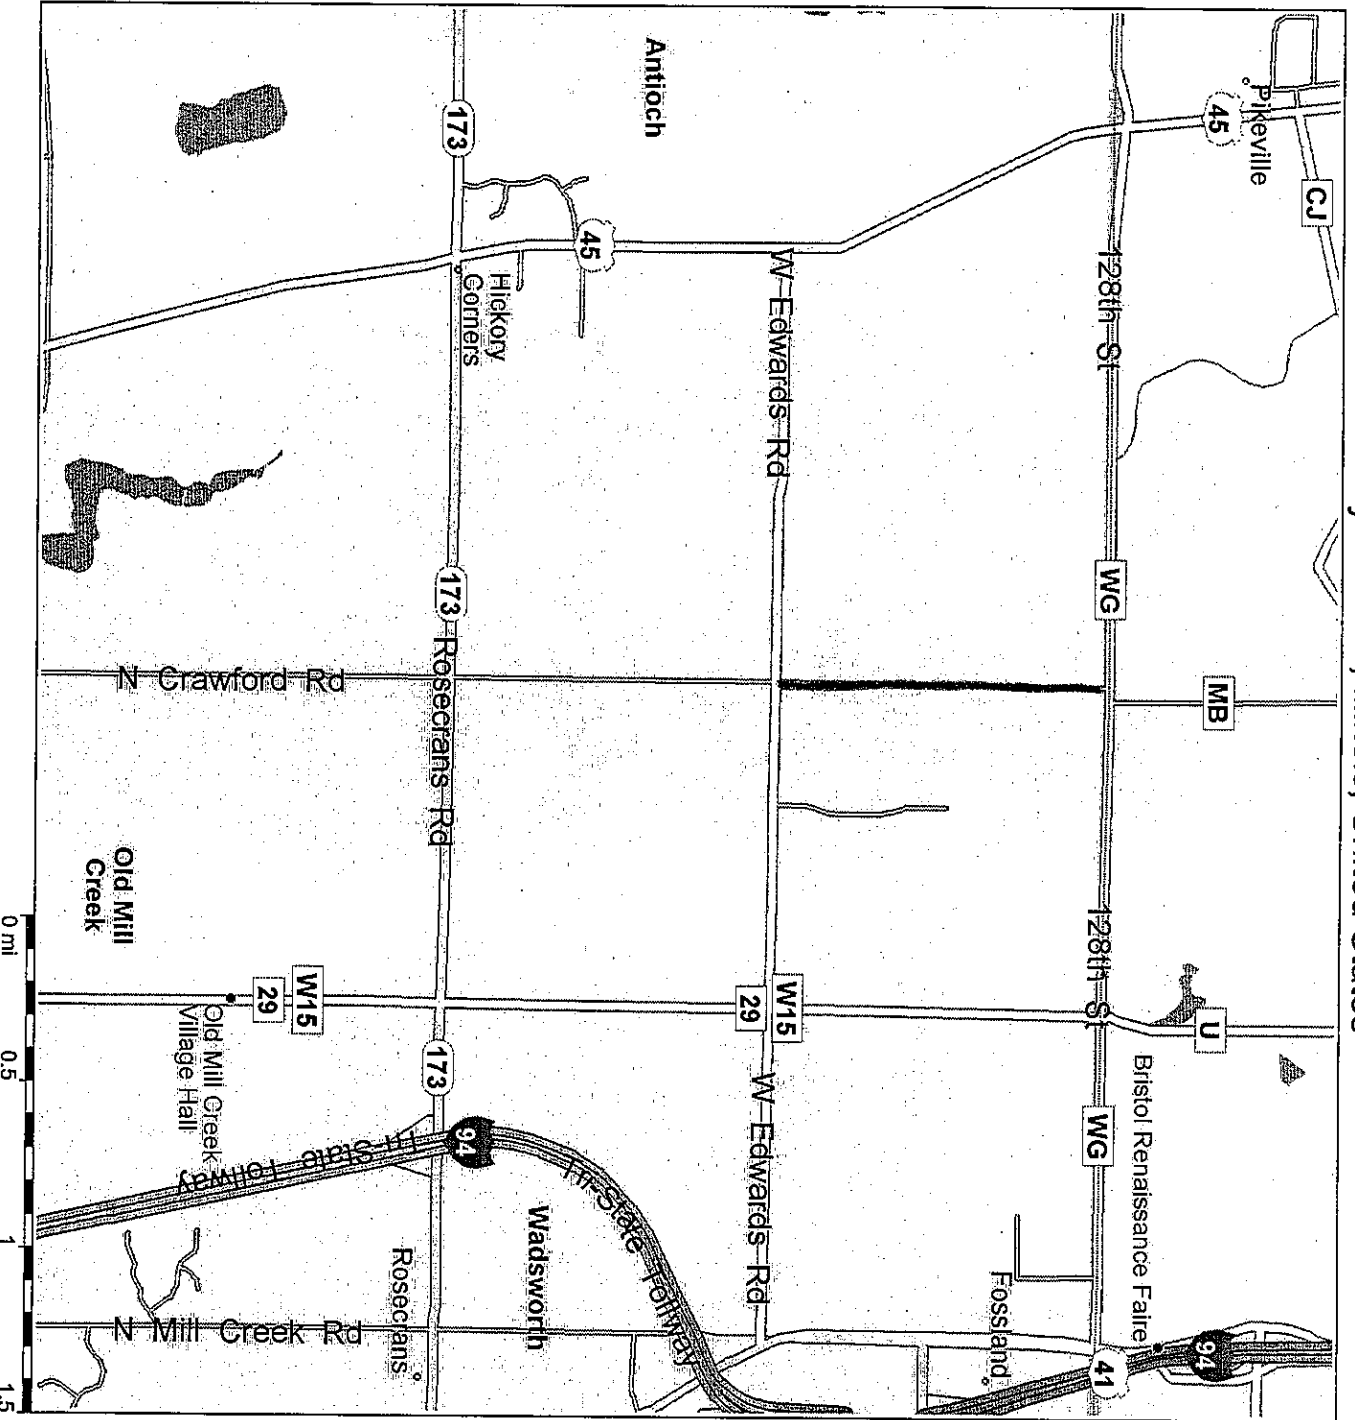 Pikeville
45
CJ
128th St
WG
MB
128th St
U
WG
Bristol Renaissance Faire
94
41
Fossland
Antioch
45
W Edwards Rd
W15
29
W Edwards Rd
Tri-State Tollway
Wadsworth
173
Hickory
Corners
173
Rosecrans Rd
173
94
Rosecrans
N Crawford Rd
Old Mill
Creek
W15
29
Old Mill Creek
Village Hall
Tri-State Tollway
N Mill Creek Rd
0 mi
0.5
1
1.5